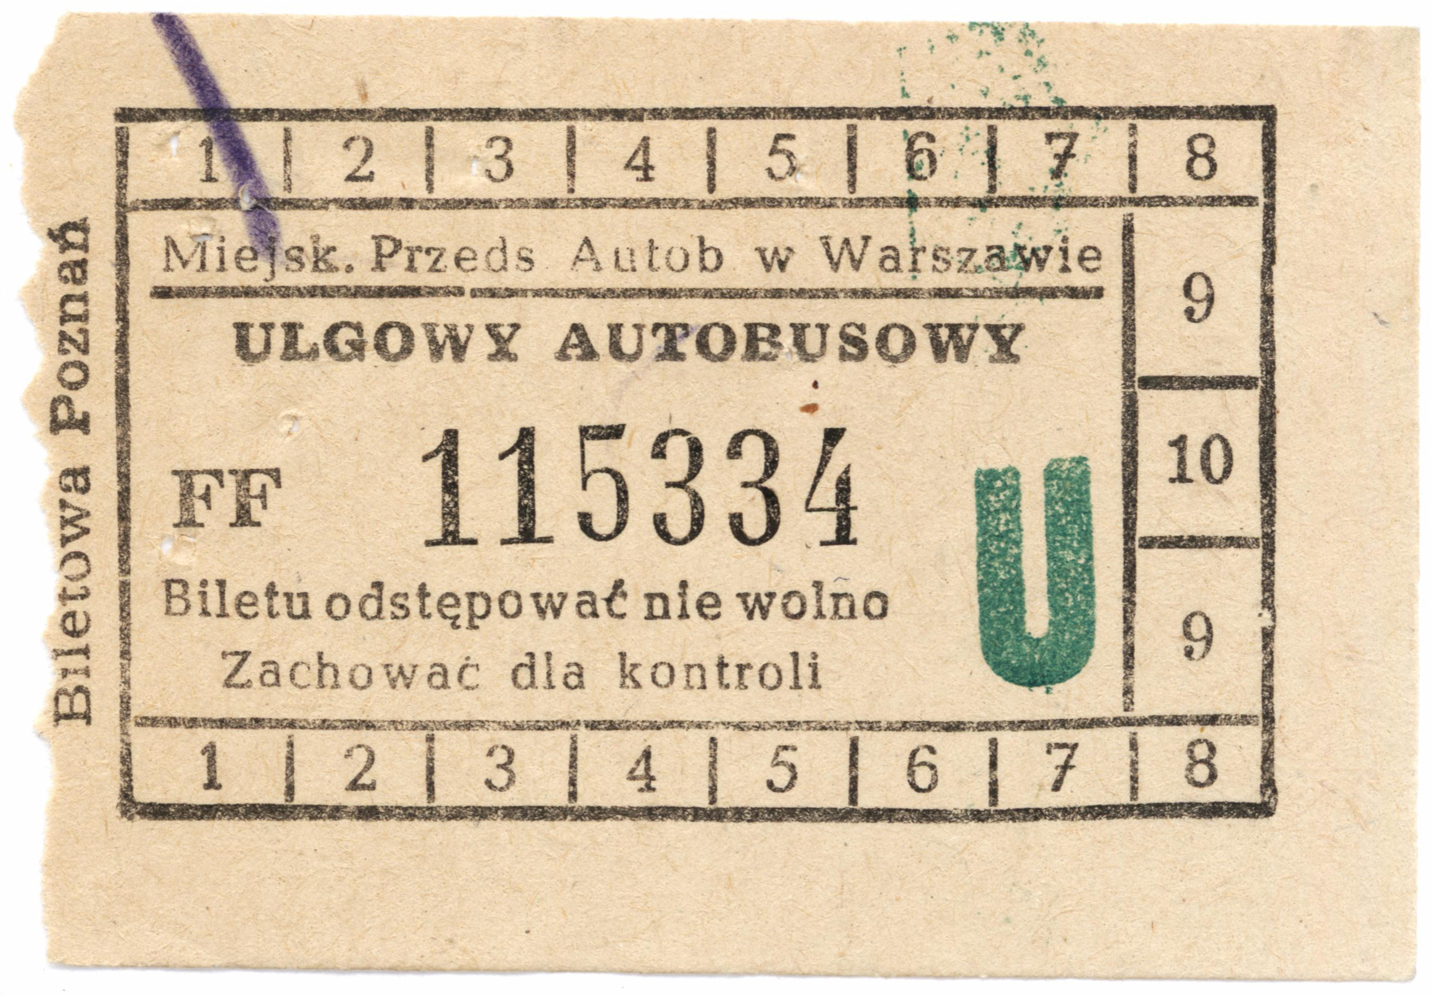 1 | 2 | 3 | 4 | 5 | 6 | 7 | 8
Miejsk. Przeds Autob w Warszawie
ULGOWY AUTOBUSOWY
9
FF 115334
10
U
Biletu odstępować nie wolno
Zachować dla kontroli
9
1 | 2 | 3 | 4 | 5 | 6 | 7 | 8
Biletowa Poznań